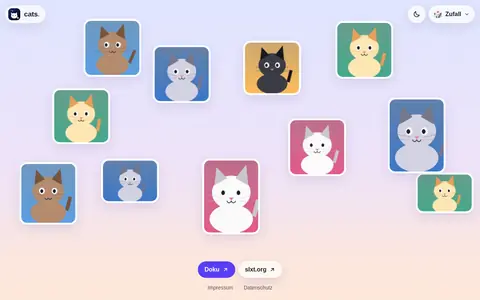 cats.
Zufall
Doku
slxt.org
Impressum
Datenschutz